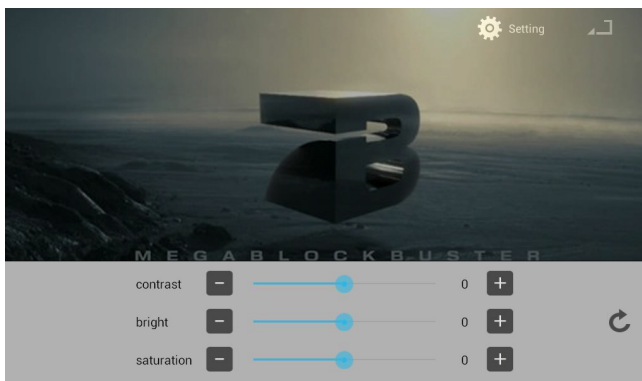 Setting
B
MEGABLOCKBUSTER
contrast − 0 +
bright − 0 +
saturation − 0 +